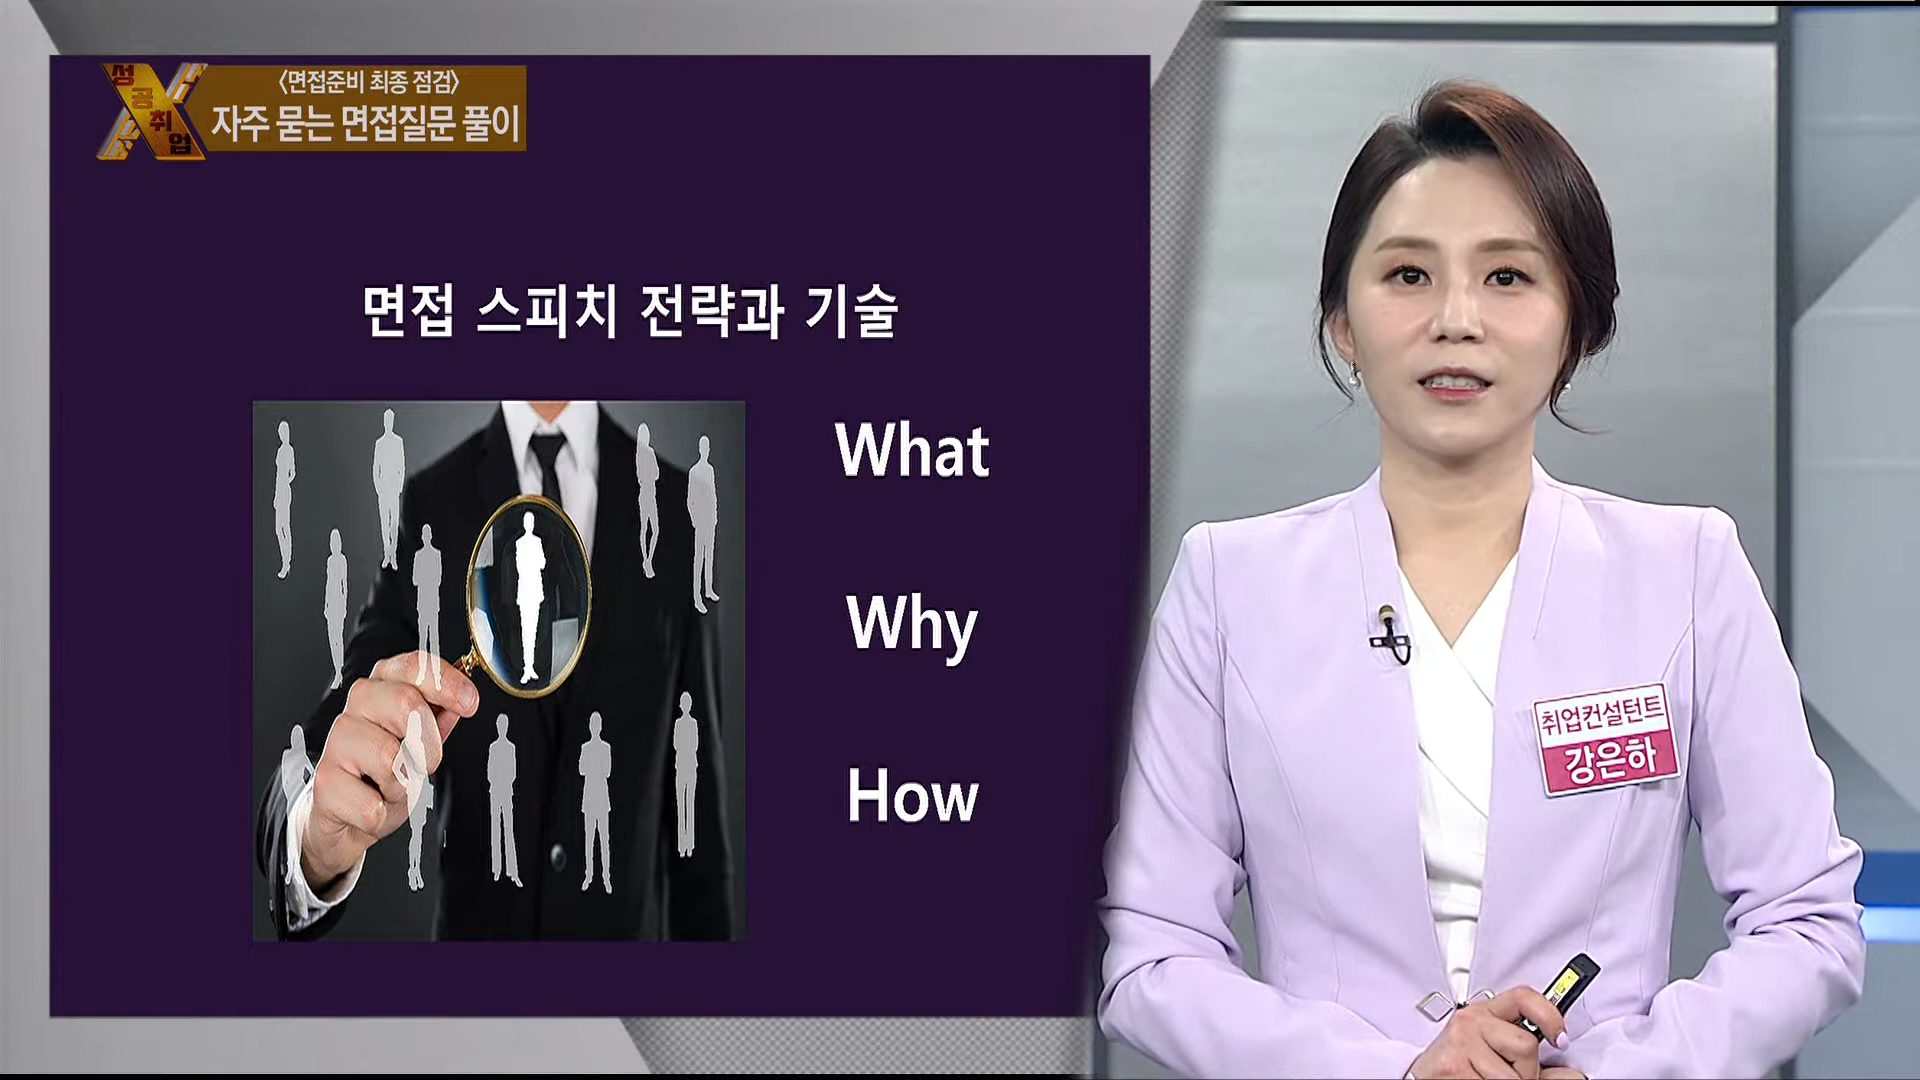 성공취업
<면접준비 최종 점검>
자주 묻는 면접질문 풀이
면접 스피치 전략과 기술
What
Why
How
취업컨설턴트
강은하